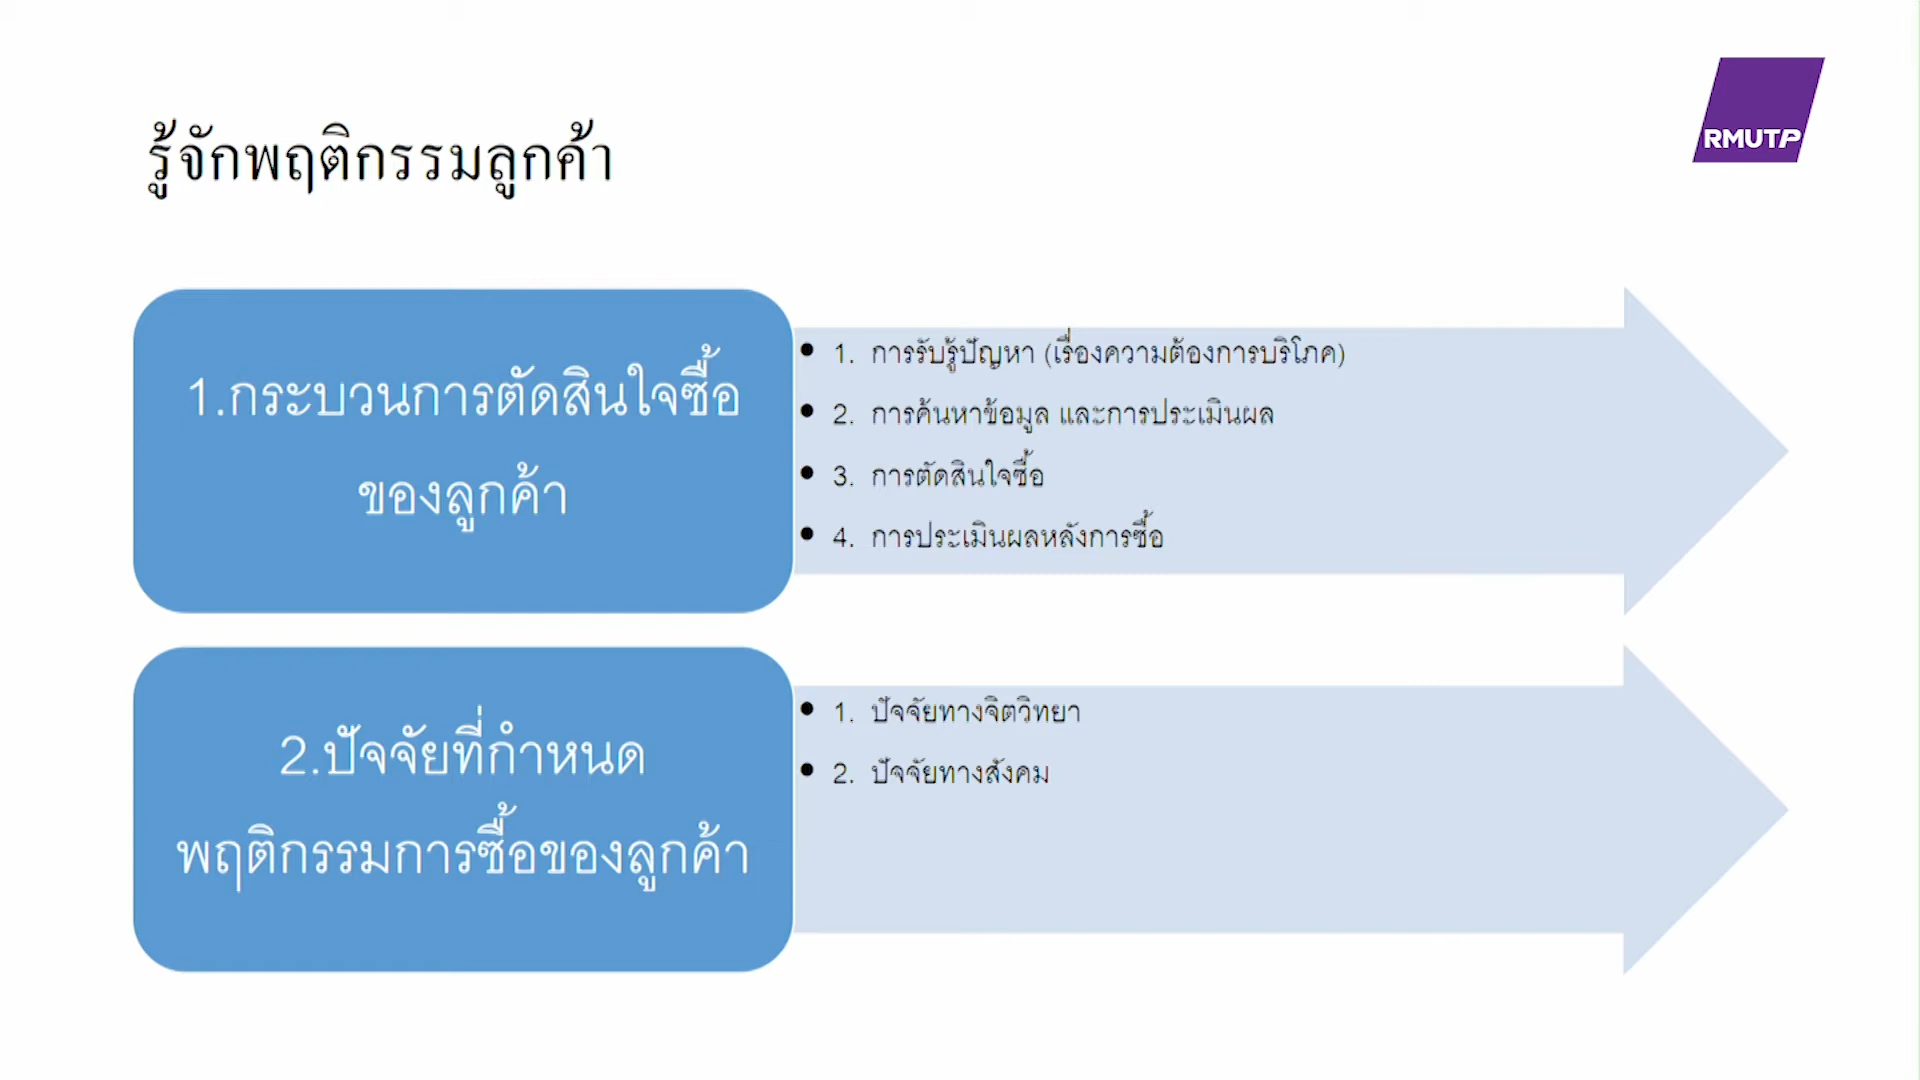 RMUTP
รู้จักพฤติกรรมลูกค้า
1.กระบวนการตัดสินใจซื้อ
ของลูกค้า
• 1. การรับรู้ปัญหา (เรื่องความต้องการบริโภค)
• 2. การค้นหาข้อมูล และการประเมินผล
• 3. การตัดสินใจซื้อ
• 4. การประเมินผลหลังการซื้อ
2.ปัจจัยที่กำหนด
พฤติกรรมการซื้อของลูกค้า
• 1. ปัจจัยทางจิตวิทยา
• 2. ปัจจัยทางสังคม